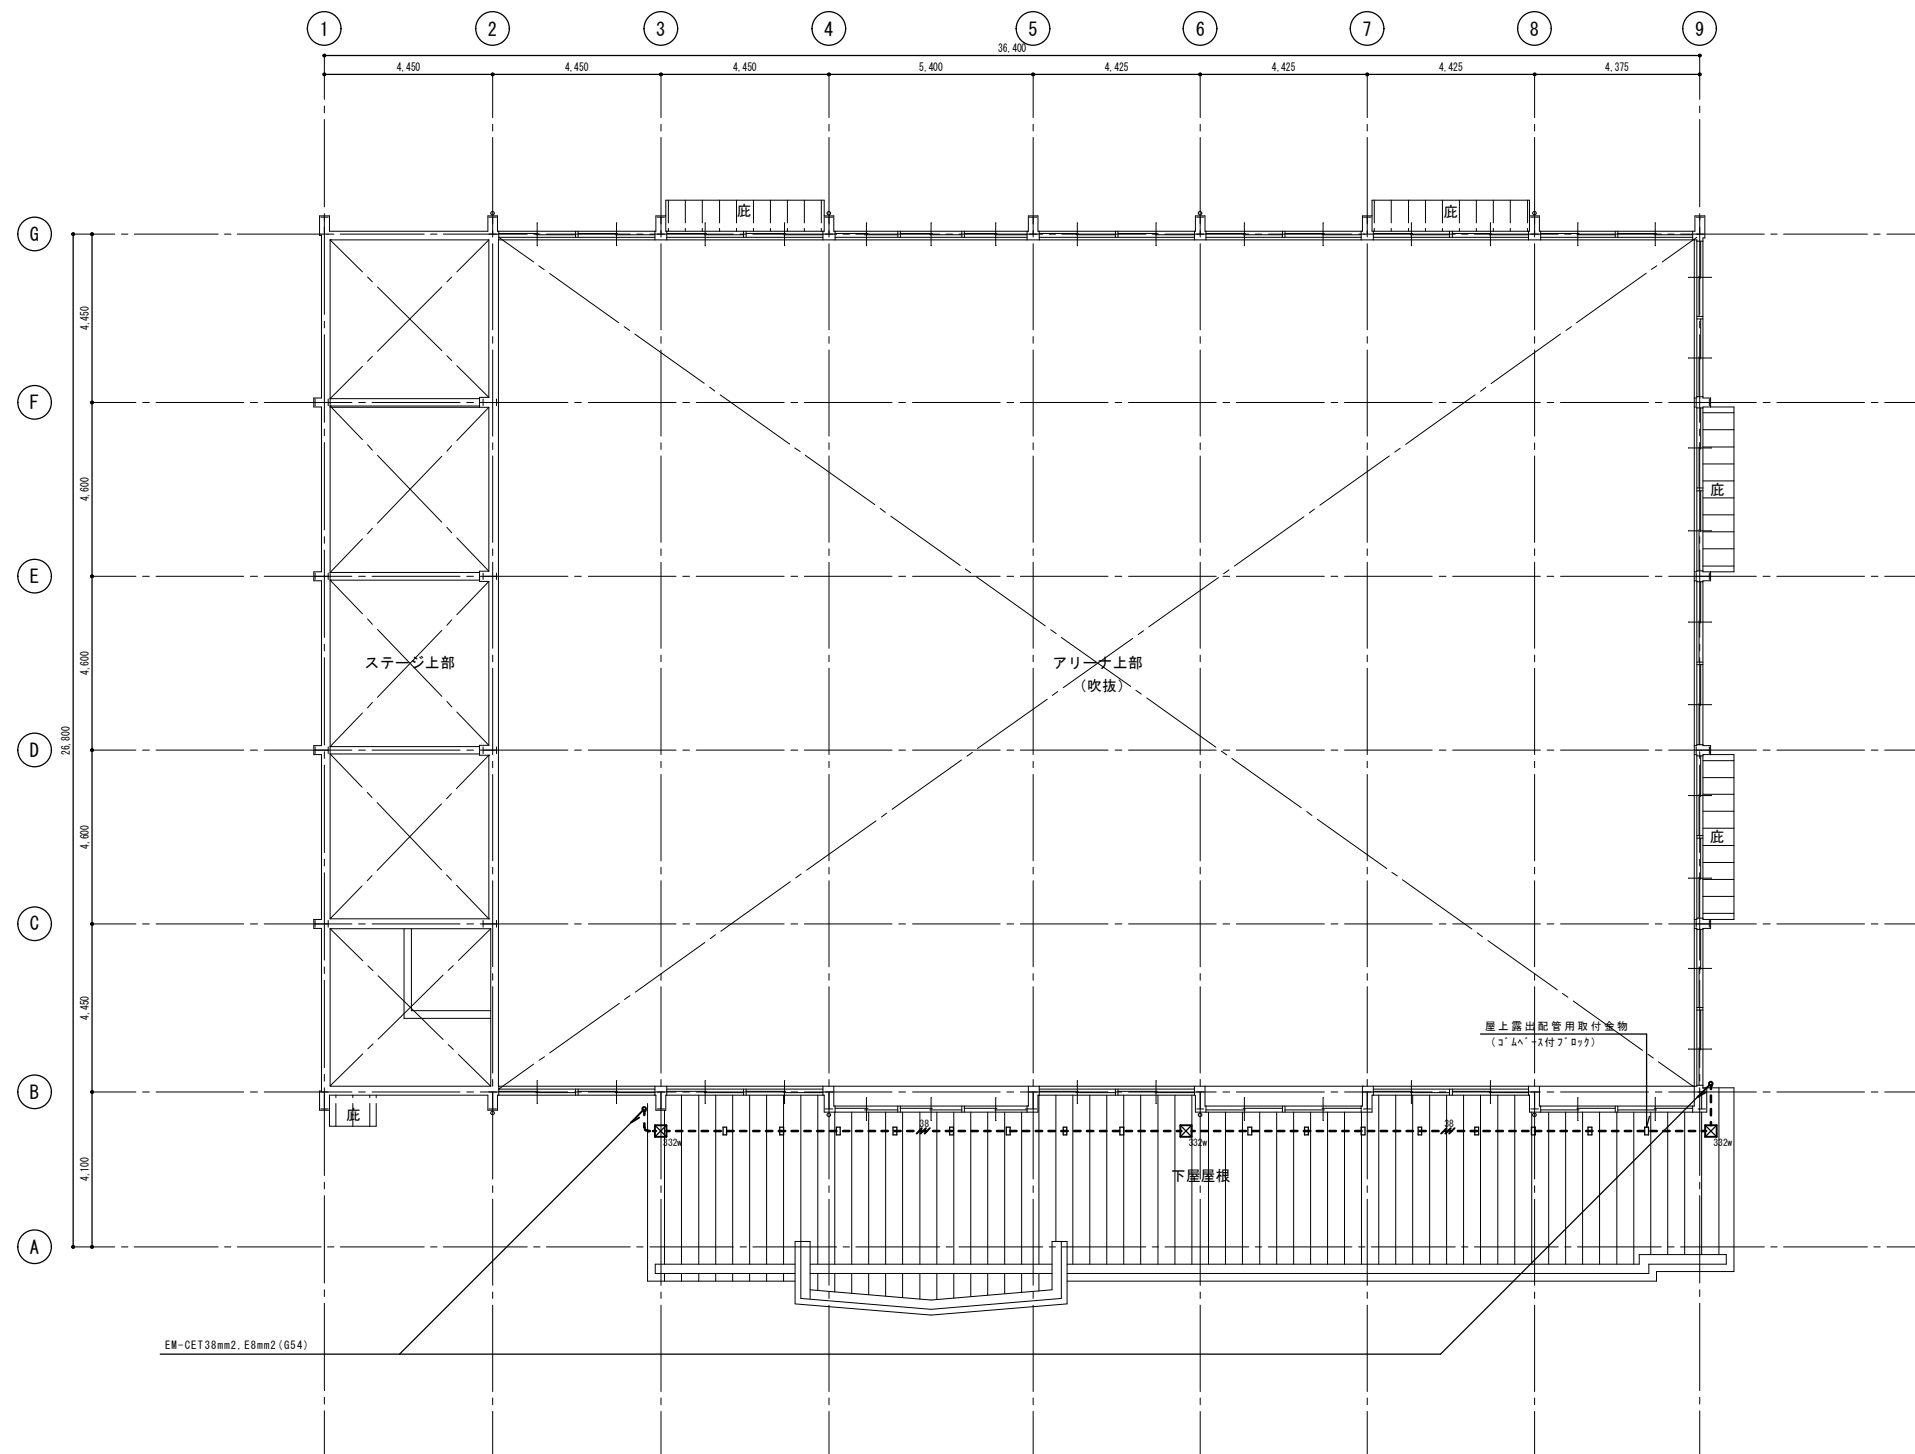 1 2 3 4 5 6 7 8 9
36,400
4,450 4,450 4,450 5,400 4,425 4,425 4,425 4,375
庇 庇
G
4,450
F
4,600
庇
E
4,600
ステージ上部 アリーナ上部
(吹抜)
26,800
D
4,600
庇
C
4,450
屋上露出配管用取付金物
(ゴムベース付ブロック)
B
庇
38 38
332w 332w 332w
4,100
下屋屋根
A
EM-CET38mm2, E8mm2(G54)